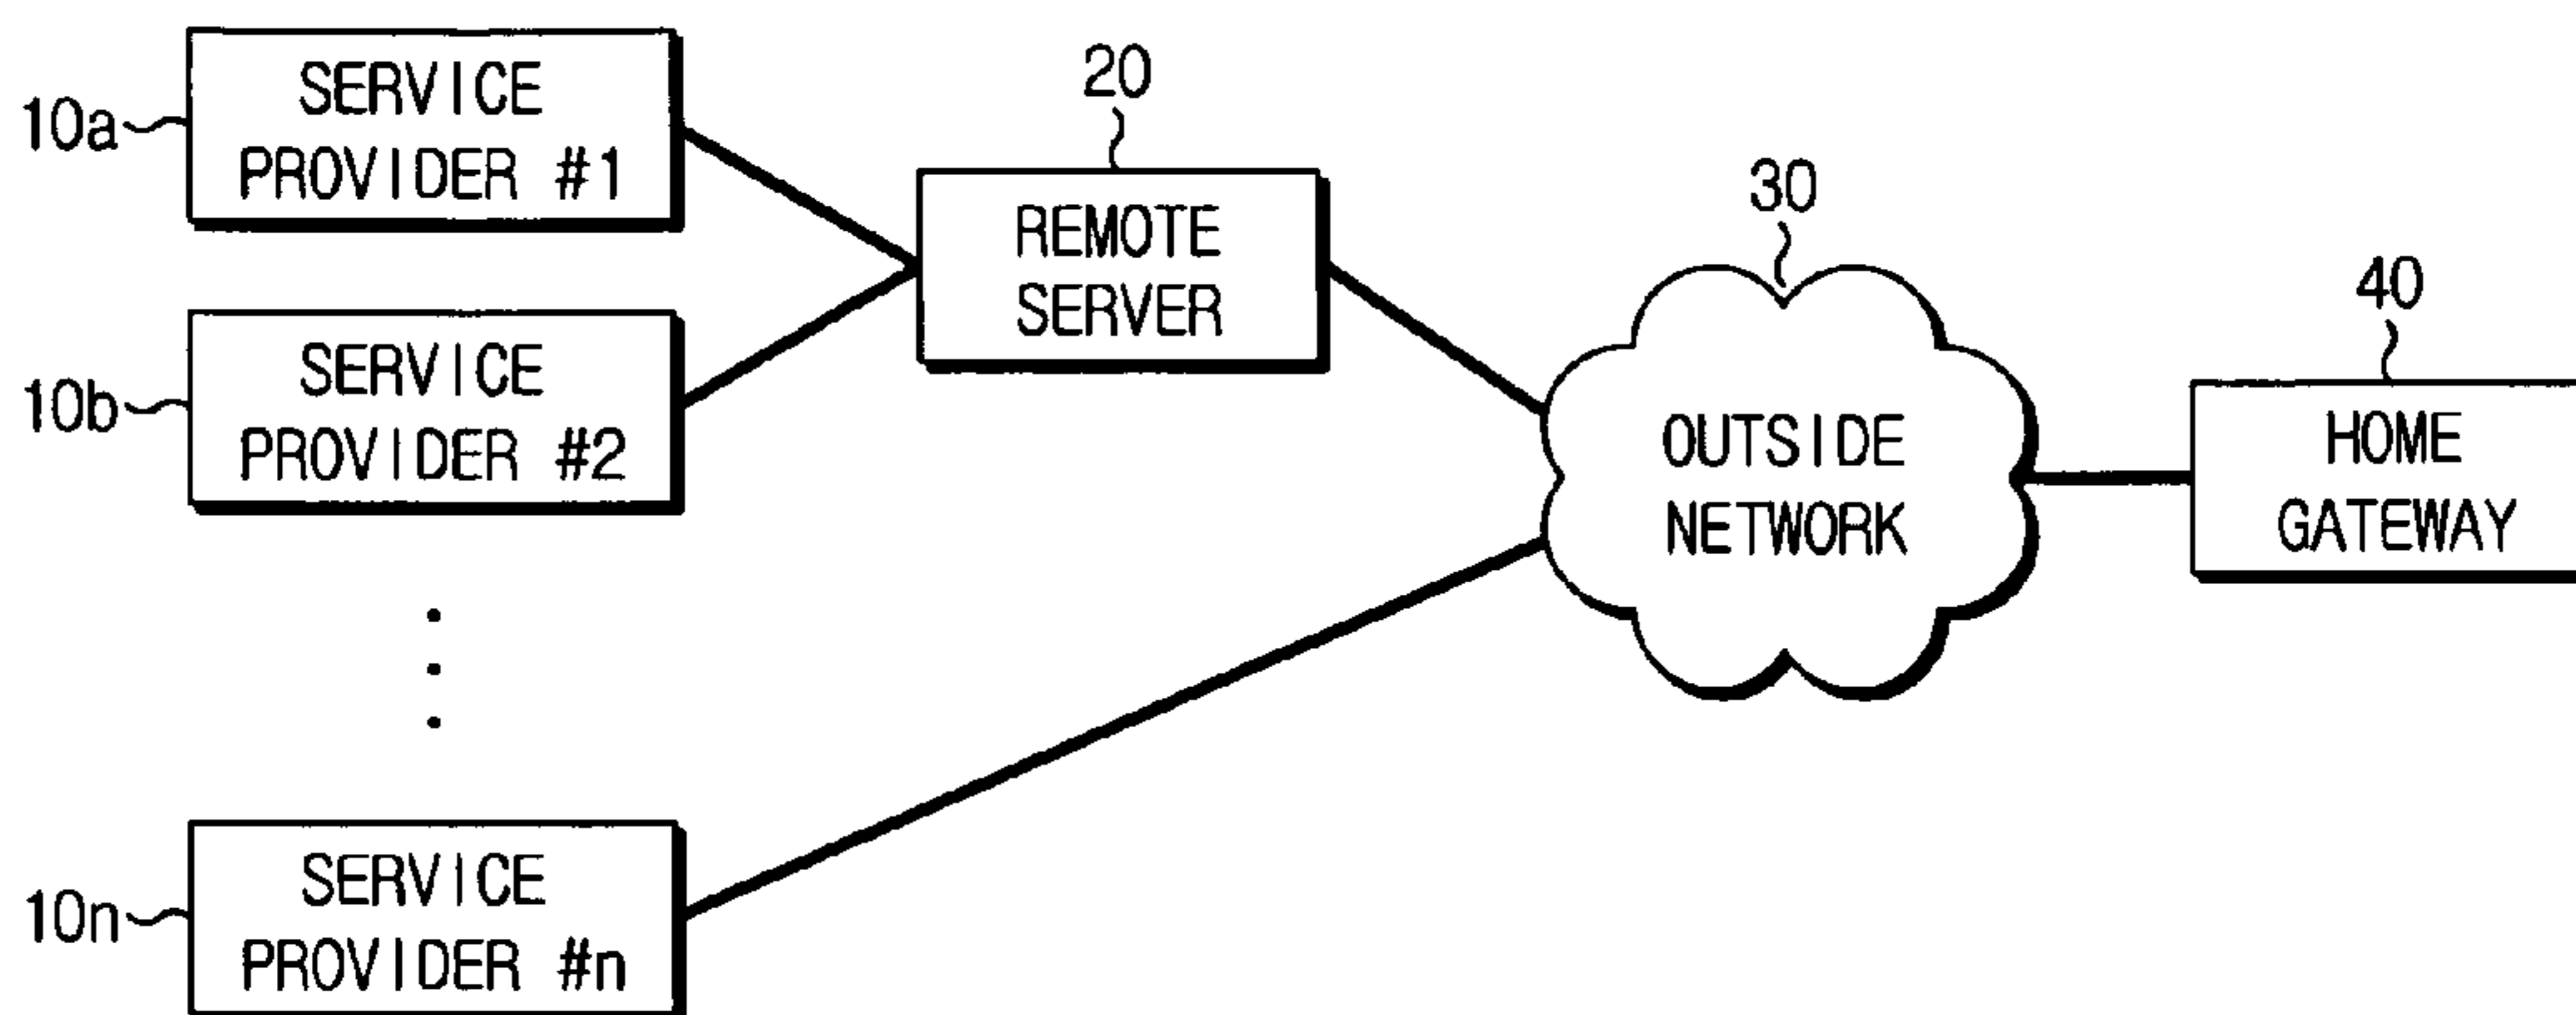 10a
SERVICE
PROVIDER #1
20
REMOTE
SERVER
30
40
10b
SERVICE
PROVIDER #2
OUTSIDE
NETWORK
HOME
GATEWAY
10n
SERVICE
PROVIDER #n